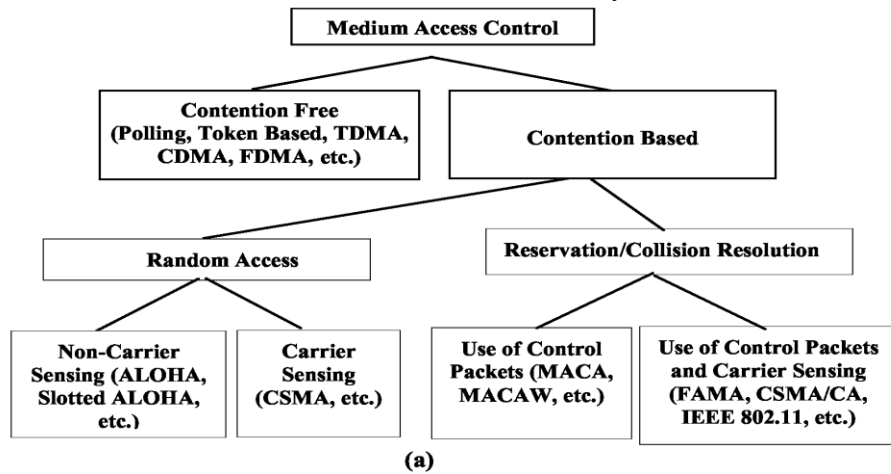 Medium Access Control
Contention Free
(Polling, Token Based, TDMA,
CDMA, FDMA, etc.)
Contention Based
Random Access
Reservation/Collision Resolution
Non-Carrier
Sensing (ALOHA,
Slotted ALOHA,
etc.)
Carrier
Sensing
(CSMA, etc.)
Use of Control
Packets (MACA,
MACAW, etc.)
Use of Control Packets
and Carrier Sensing
(FAMA, CSMA/CA,
IEEE 802.11, etc.)
(a)